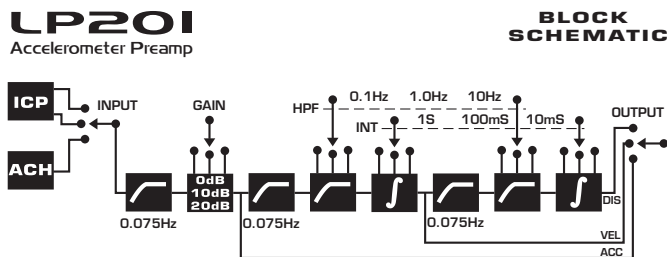 LP201
Accelerometer Preamp
BLOCK
SCHEMATIC
ICP
ACH
INPUT
GAIN
HPF
0.1Hz 1.0Hz 10Hz
INT
1S 100mS 10mS
OUTPUT
0dB
10dB
20dB
∫
∫
DIS
0.075Hz
0.075Hz
0.075Hz
VEL
ACC